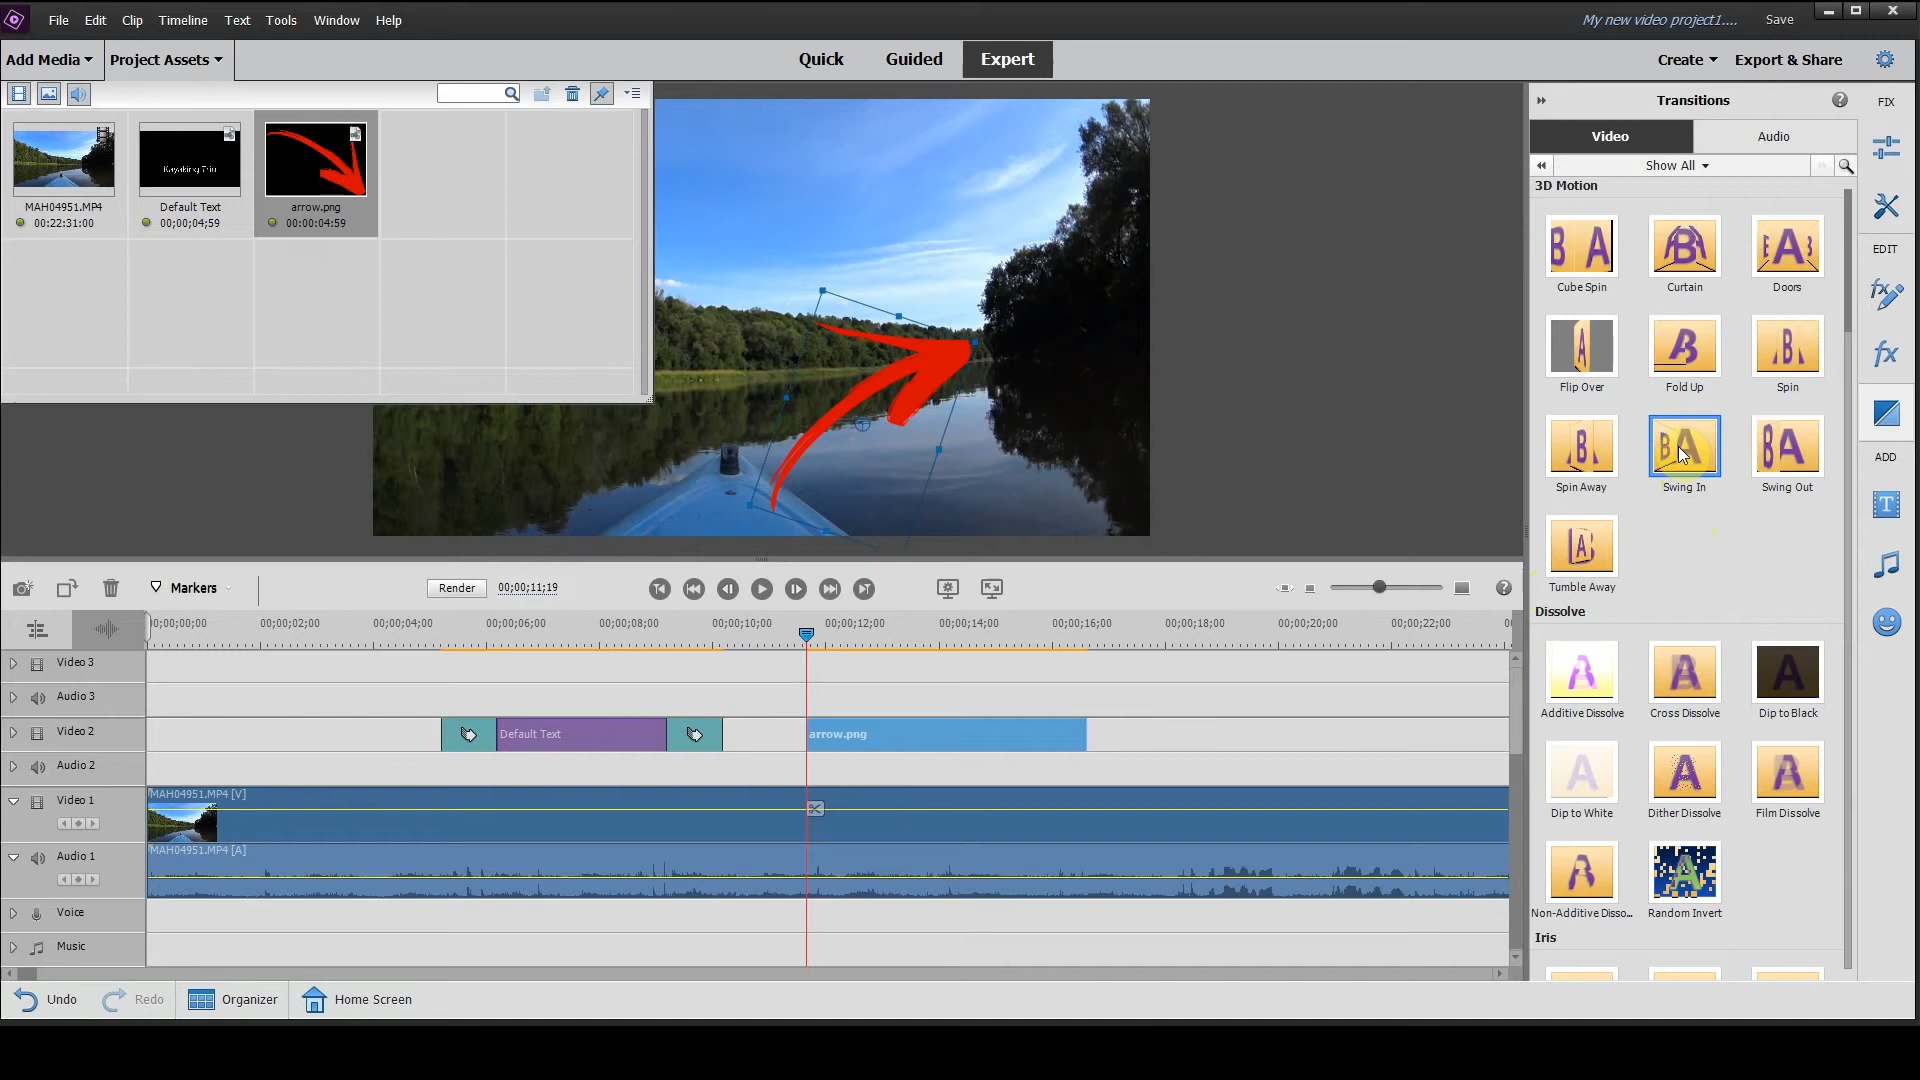 File Edit Clip Timeline Text Tools Window Help
My new video project1.... Save
Add Media Project Assets
Quick Guided Expert
Create Export & Share
MAH04951.MP4
00:22:31:00
Kayaking Trip
Default Text
00;00;04;59
arrow.png
00:00:04:59
Transitions
Video Audio
Show All
3D Motion
Cube Spin Curtain Doors
Flip Over Fold Up Spin
Spin Away Swing In Swing Out
Tumble Away
Dissolve
Additive Dissolve Cross Dissolve Dip to Black
Dip to White Dither Dissolve Film Dissolve
Non-Additive Disso... Random Invert
Iris
FIX
EDIT
ADD
Markers
Render 00;00;11;19
00;00;00;00 00;00;02;00 00;00;04;00 00;00;06;00 00;00;08;00 00;00;10;00 00;00;12;00 00;00;14;00 00;00;16;00 00;00;18;00 00;00;20;00 00;00;22;00
Video 3
Audio 3
Video 2
Default Text arrow.png
Audio 2
Video 1
MAH04951.MP4 [V]
Audio 1
MAH04951.MP4 [A]
Voice
Music
Undo Redo Organizer Home Screen